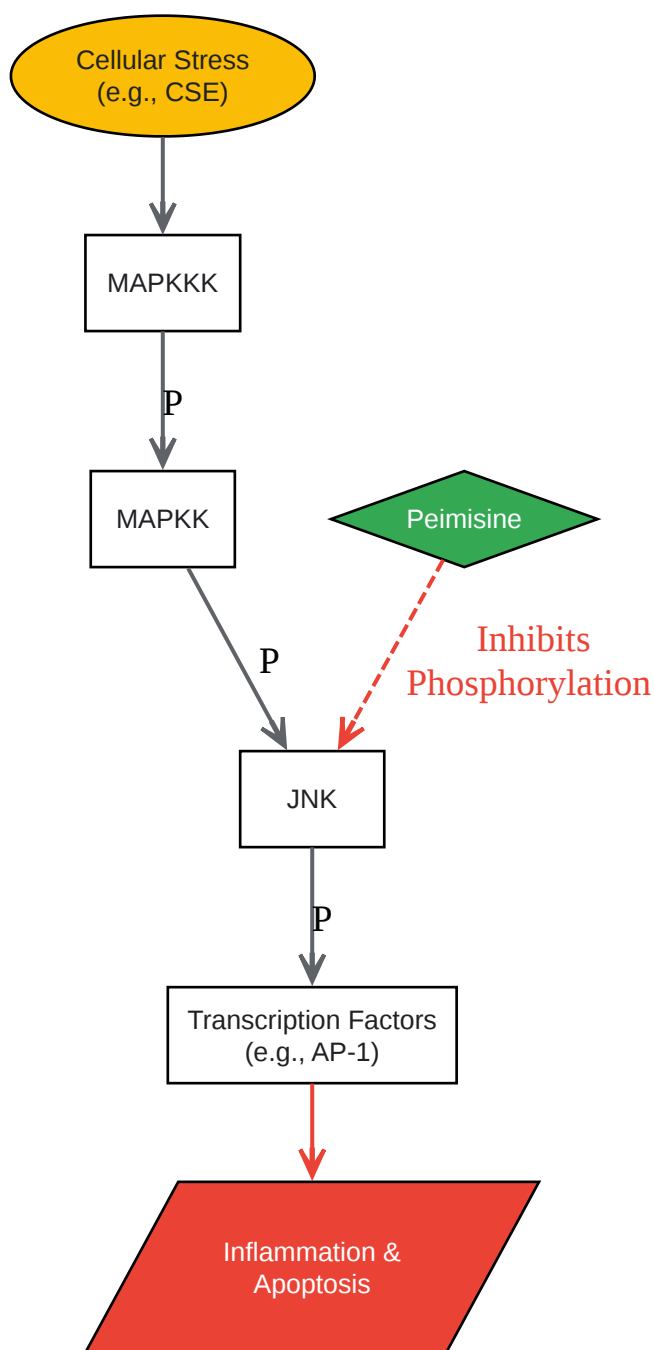 Cellular Stress
(e.g., CSE)
MAPKKK
P
MAPKK
Peimisine
P
Inhibits
Phosphorylation
JNK
P
Transcription Factors
(e.g., AP-1)
Inflammation &
Apoptosis